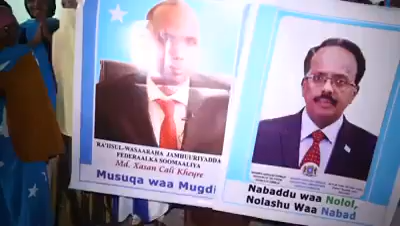 RA'IISUL-WASAARAHA JAMHUURIYADDA
FEDERAALKA SOOMAALIYA
Md. Xasan Cali Kheyre
Musuqa waa Mugdi
Nabaddu waa Nolol,
Nolashu Waa Nabad